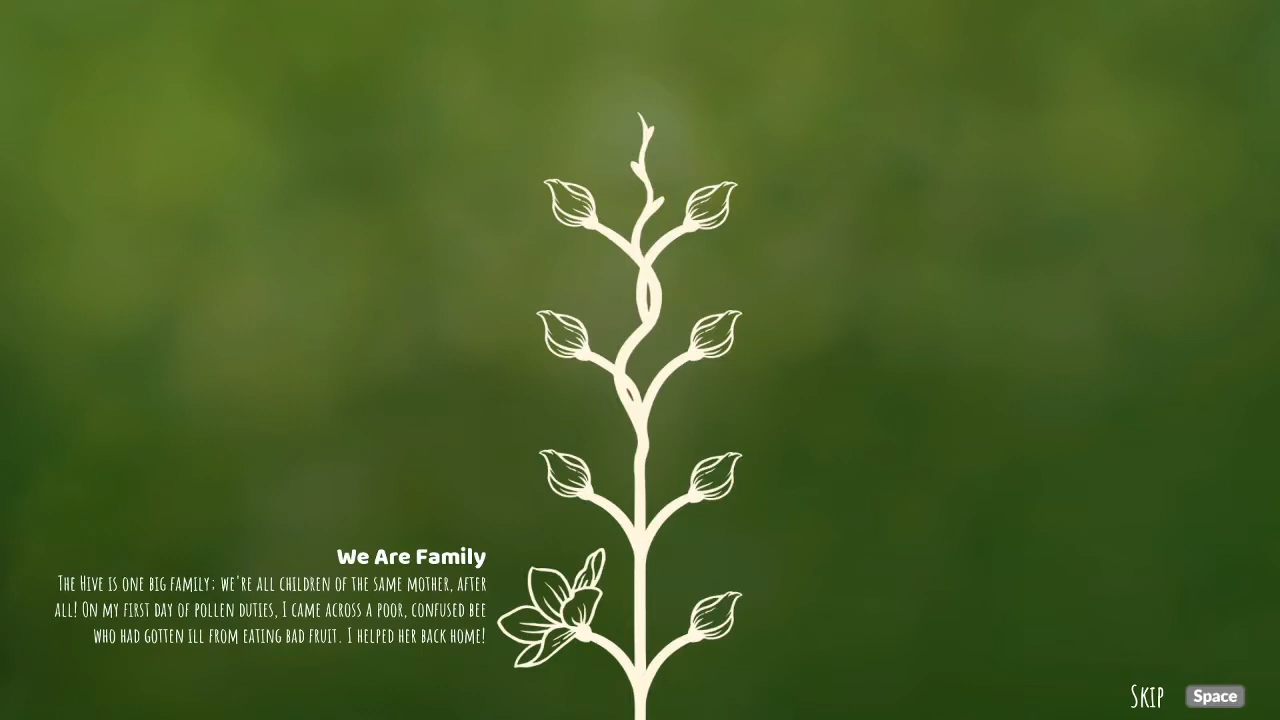 We Are Family
The Hive is one big family; we're all children of the same mother, after
all! On my first day of pollen duties, I came across a poor, confused bee
who had gotten ill from eating bad fruit. I helped her back home!
Skip Space